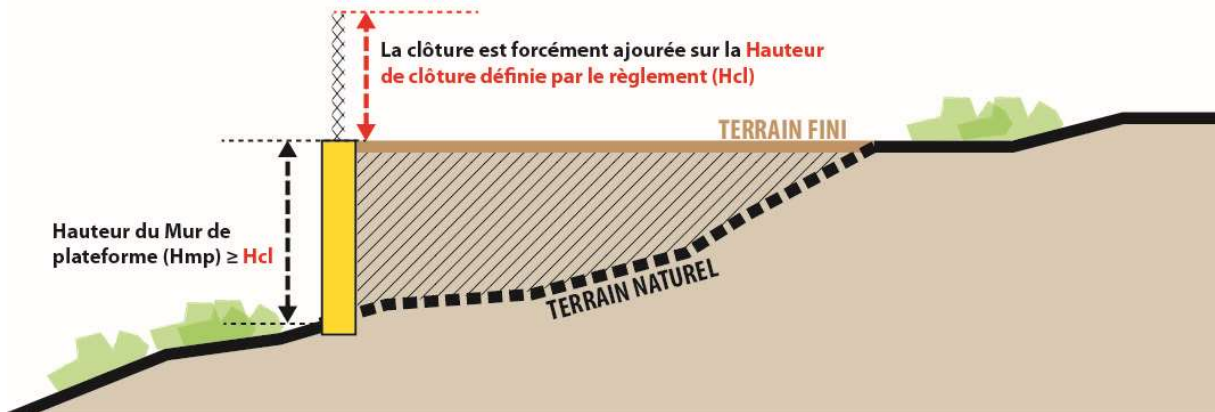 La clôture est forcément ajourée sur la Hauteur
de clôture définie par le règlement (Hcl)
TERRAIN FINI
Hauteur du Mur de
plateforme (Hmp) ≥ Hcl
TERRAIN NATUREL